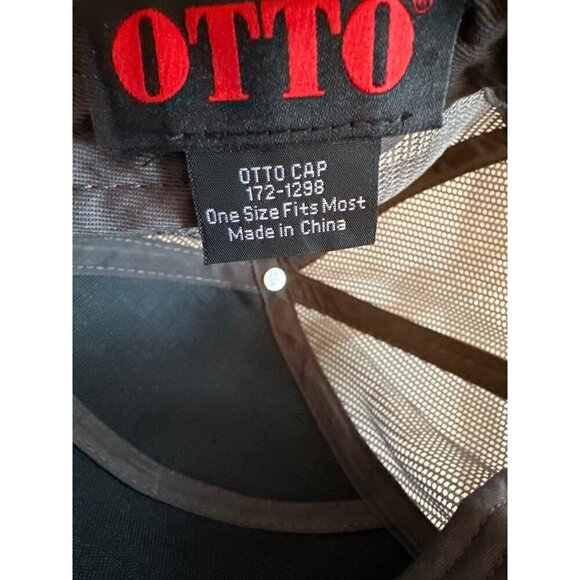 OTTO®
OTTO CAP
172-1298
One Size Fits Most
Made in China